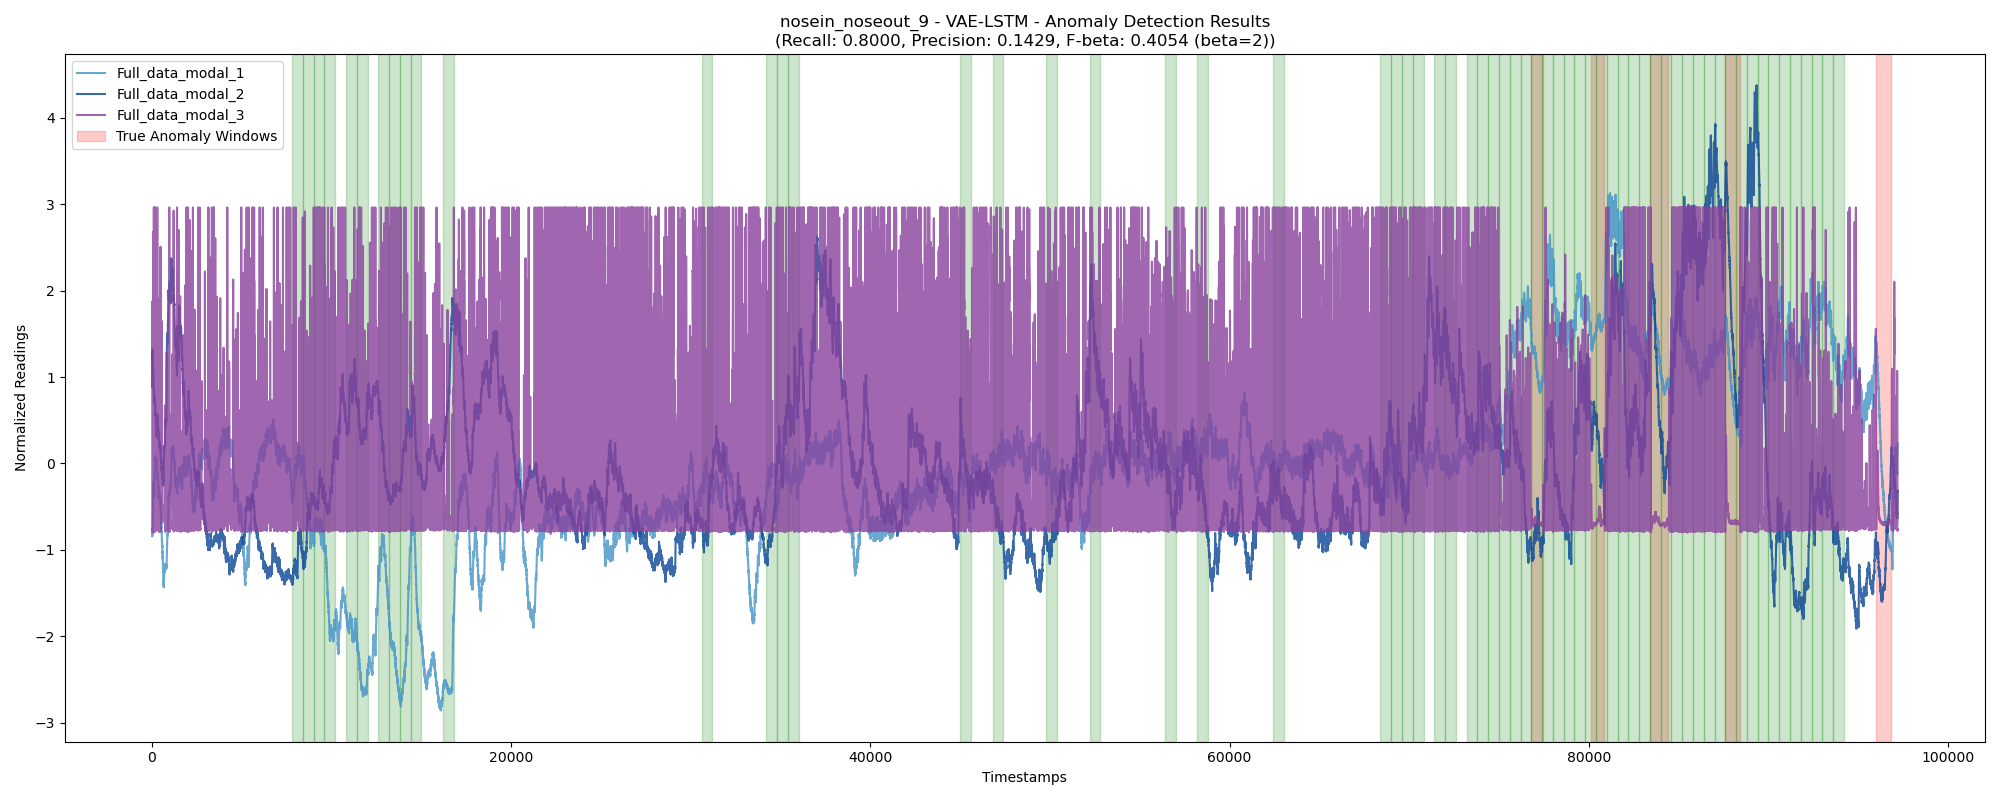 nosein_noseout_9 - VAE-LSTM - Anomaly Detection Results
(Recall: 0.8000, Precision: 0.1429, F-beta: 0.4054 (beta=2))
Full_data_modal_1
Full_data_modal_2
Full_data_modal_3
True Anomaly Windows
Normalized Readings
4
3
2
1
0
−1
−2
−3
0 20000 40000 60000 80000 100000
Timestamps